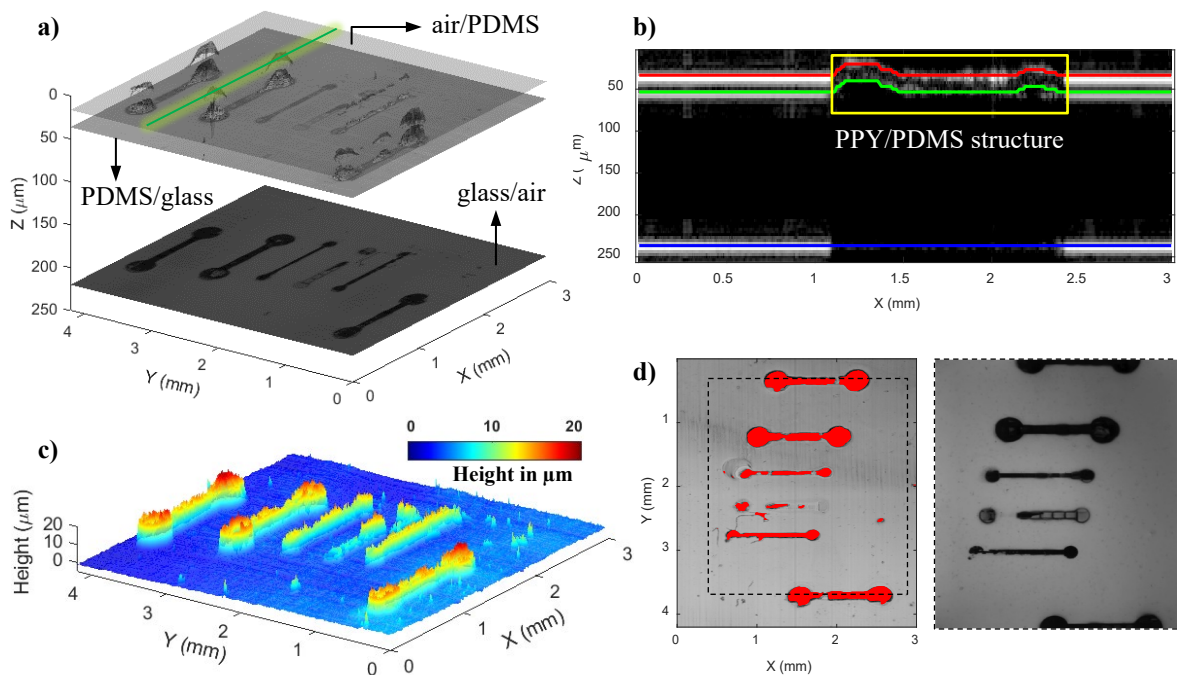 a)
air/PDMS
0
50
100
150
200
250
Z (μm)
PDMS/glass
glass/air
4
3
2
1
0
Y (mm)
0
1
2
3
X (mm)
b)
50
100
150
200
250
Z (μm)
PPY/PDMS structure
0
0.5
1
1.5
2
2.5
3
X (mm)
c)
0 10 20
Height in μm
20
10
0
Height (μm)
4
3
2
1
0
Y (mm)
0
1
2
3
X (mm)
d)
1
2
3
4
Y (mm)
0 1 2 3
X (mm)